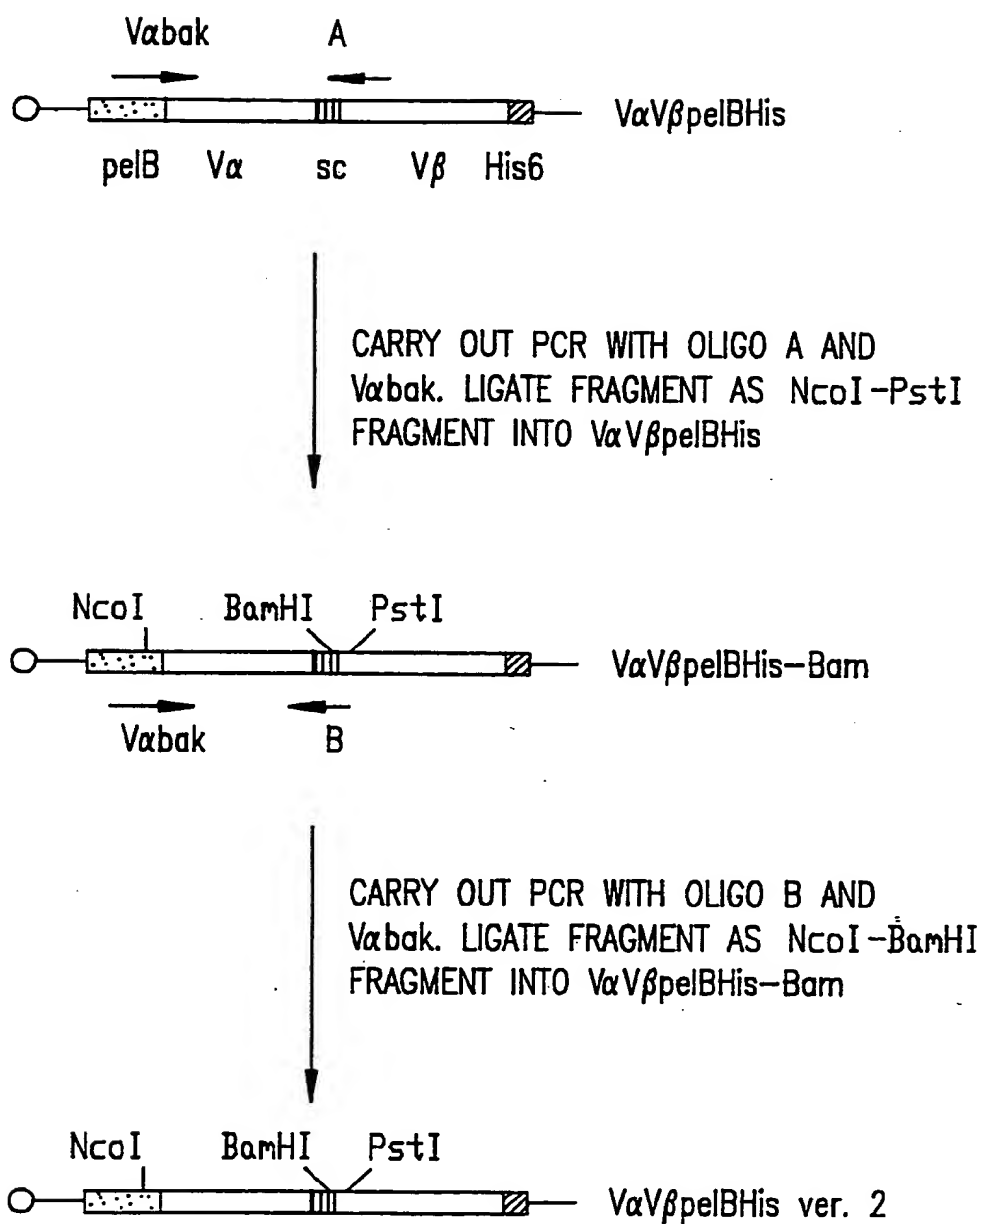 Vαbak A
VαVβpelBHis
pelB Vα sc Vβ His6
CARRY OUT PCR WITH OLIGO A AND
Vαbak. LIGATE FRAGMENT AS NcoI-PstI
FRAGMENT INTO VαVβpelBHis
NcoI BamHI PstI
VαVβpelBHis-Bam
Vαbak B
CARRY OUT PCR WITH OLIGO B AND
Vαbak. LIGATE FRAGMENT AS NcoI-BamHI
FRAGMENT INTO VαVβpelBHis-Bam
NcoI BamHI PstI
VαVβpelBHis ver. 2